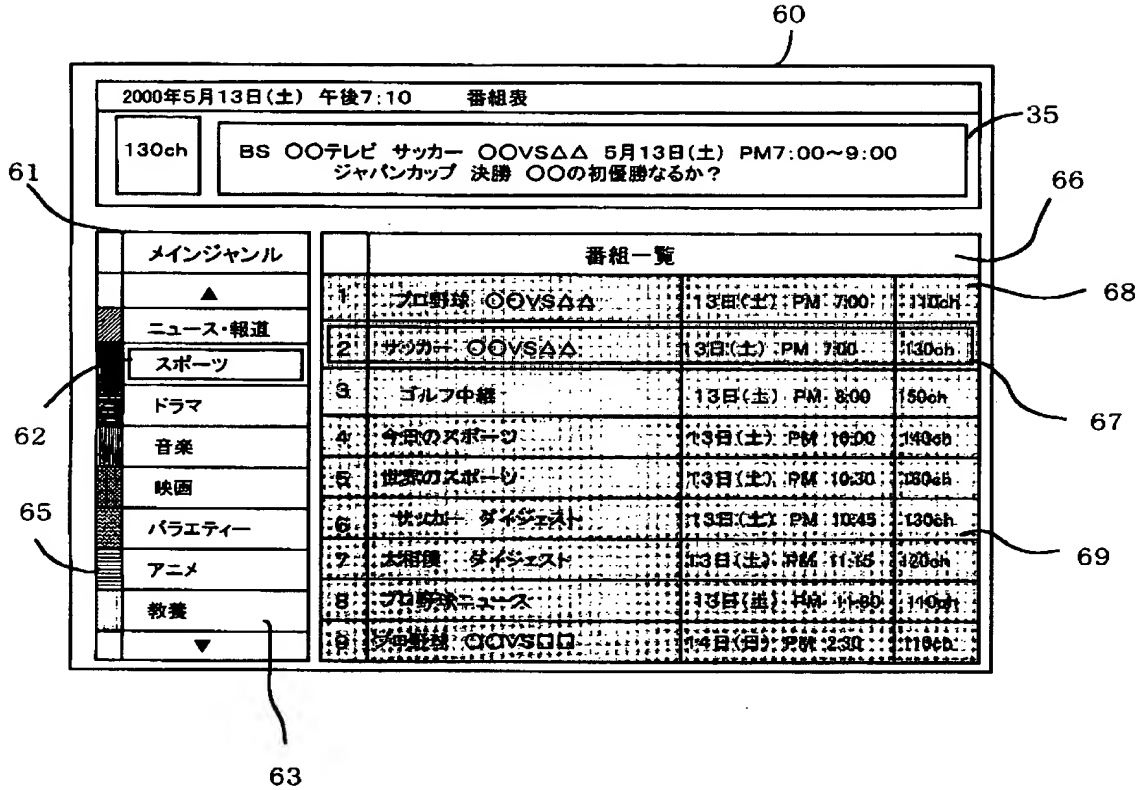 60
2000年5月13日(土) 午後7:10 番組表
35
130ch
BS 〇〇テレビ サッカー 〇〇VS△△ 5月13日(土) PM7:00~9:00
ジャパンカップ 決勝 〇〇の初優勝なるか?
61
66
メインジャンル
番組一覧
▲
1 プロ野球 〇〇VS△△ 13日(土) PM 7:00 110ch
68
ニュース・報道
スポーツ
2 サッカー 〇〇VS△△ 13日(土) PM 7:00 130ch
ドラマ
3 ゴルフ中継 13日(土) PM 8:00 150ch
67
62
音楽
4 今日のスポーツ 13日(土) PM 10:00 140ch
映画
5 世界のスポーツ 13日(土) PM 10:30 160ch
65
バラエティー
6 サッカー ダイジェスト 13日(土) PM 10:45 130ch
69
アニメ
7 大相撲 ダイジェスト 13日(土) PM 11:15 120ch
教養
8 プロ野球ニュース 13日(土) PM 110ch
▼
9 プロ野球 〇〇VS□□ 14日(日) PM 2:30 110ch
63